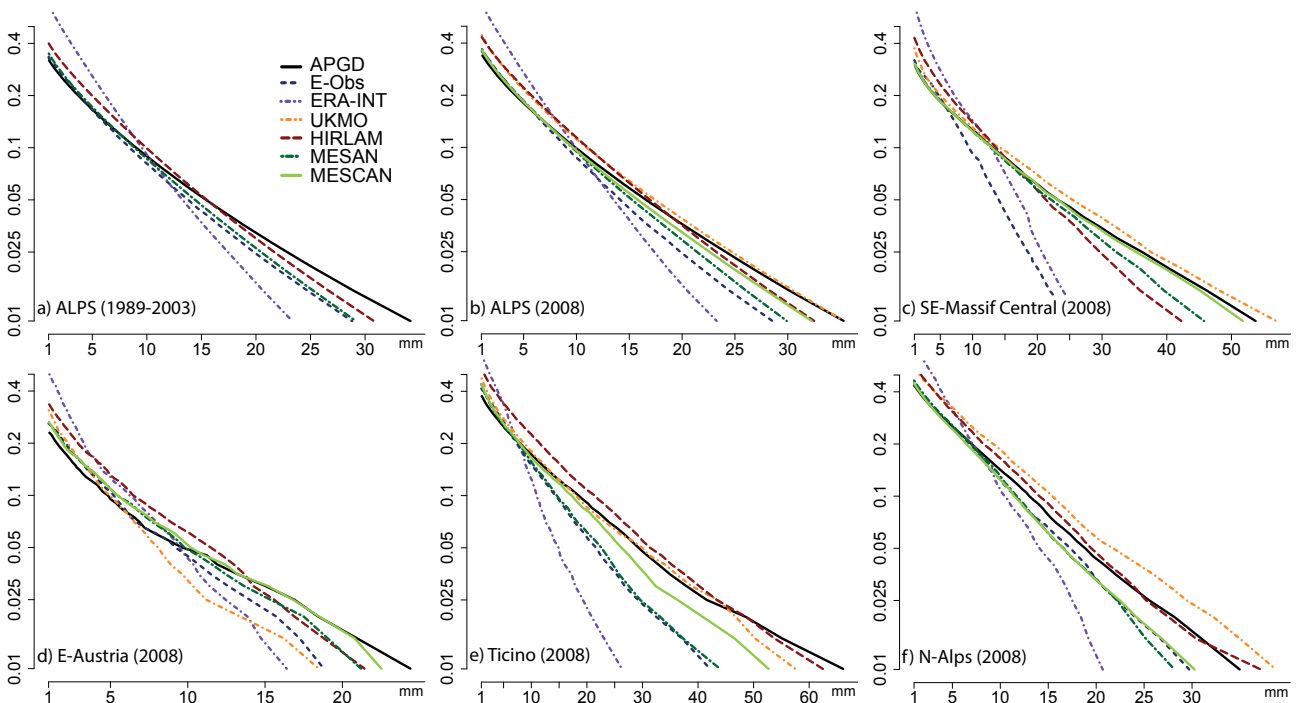 0.4
0.2
0.1
0.05
0.025
0.01
APGD
E-Obs
ERA-INT
UKMO
HIRLAM
MESAN
MESCAN
a) ALPS (1989-2003)
1 5 10 15 20 25 30 mm
0.4
0.2
0.1
0.05
0.025
0.01
b) ALPS (2008)
1 5 10 15 20 25 30 mm
0.4
0.2
0.1
0.05
0.025
0.01
c) SE-Massif Central (2008)
1 5 10 20 30 40 50 mm
0.4
0.2
0.1
0.05
0.025
0.01
d) E-Austria (2008)
1 5 10 15 20 mm
0.4
0.2
0.1
0.05
0.025
0.01
e) Ticino (2008)
1 10 20 30 40 50 60 mm
0.4
0.2
0.1
0.05
0.025
0.01
f) N-Alps (2008)
1 5 10 15 20 30 mm